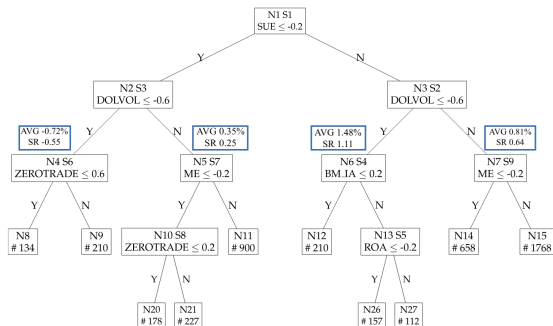 N1 S1
SUE ≤ -0.2
Y
N
N2 S3
DOLVOL ≤ -0.6
N3 S2
DOLVOL ≤ -0.6
AVG -0.72%
SR -0.55
Y
N
AVG 0.35%
SR 0.25
AVG 1.48%
SR 1.11
Y
N
AVG 0.81%
SR 0.64
N4 S6
ZEROTRADE ≤ 0.6
N5 S7
ME ≤ -0.2
N6 S4
BM_IA ≤ 0.2
N7 S9
ME ≤ -0.2
Y
N
Y
N
Y
N
Y
N
N8
# 134
N9
# 210
N10 S8
ZEROTRADE ≤ 0.2
N11
# 900
N12
# 210
N13 S5
ROA ≤ -0.2
N14
# 658
N15
# 1768
Y
N
Y
N
N20
# 178
N21
# 227
N26
# 157
N27
# 112